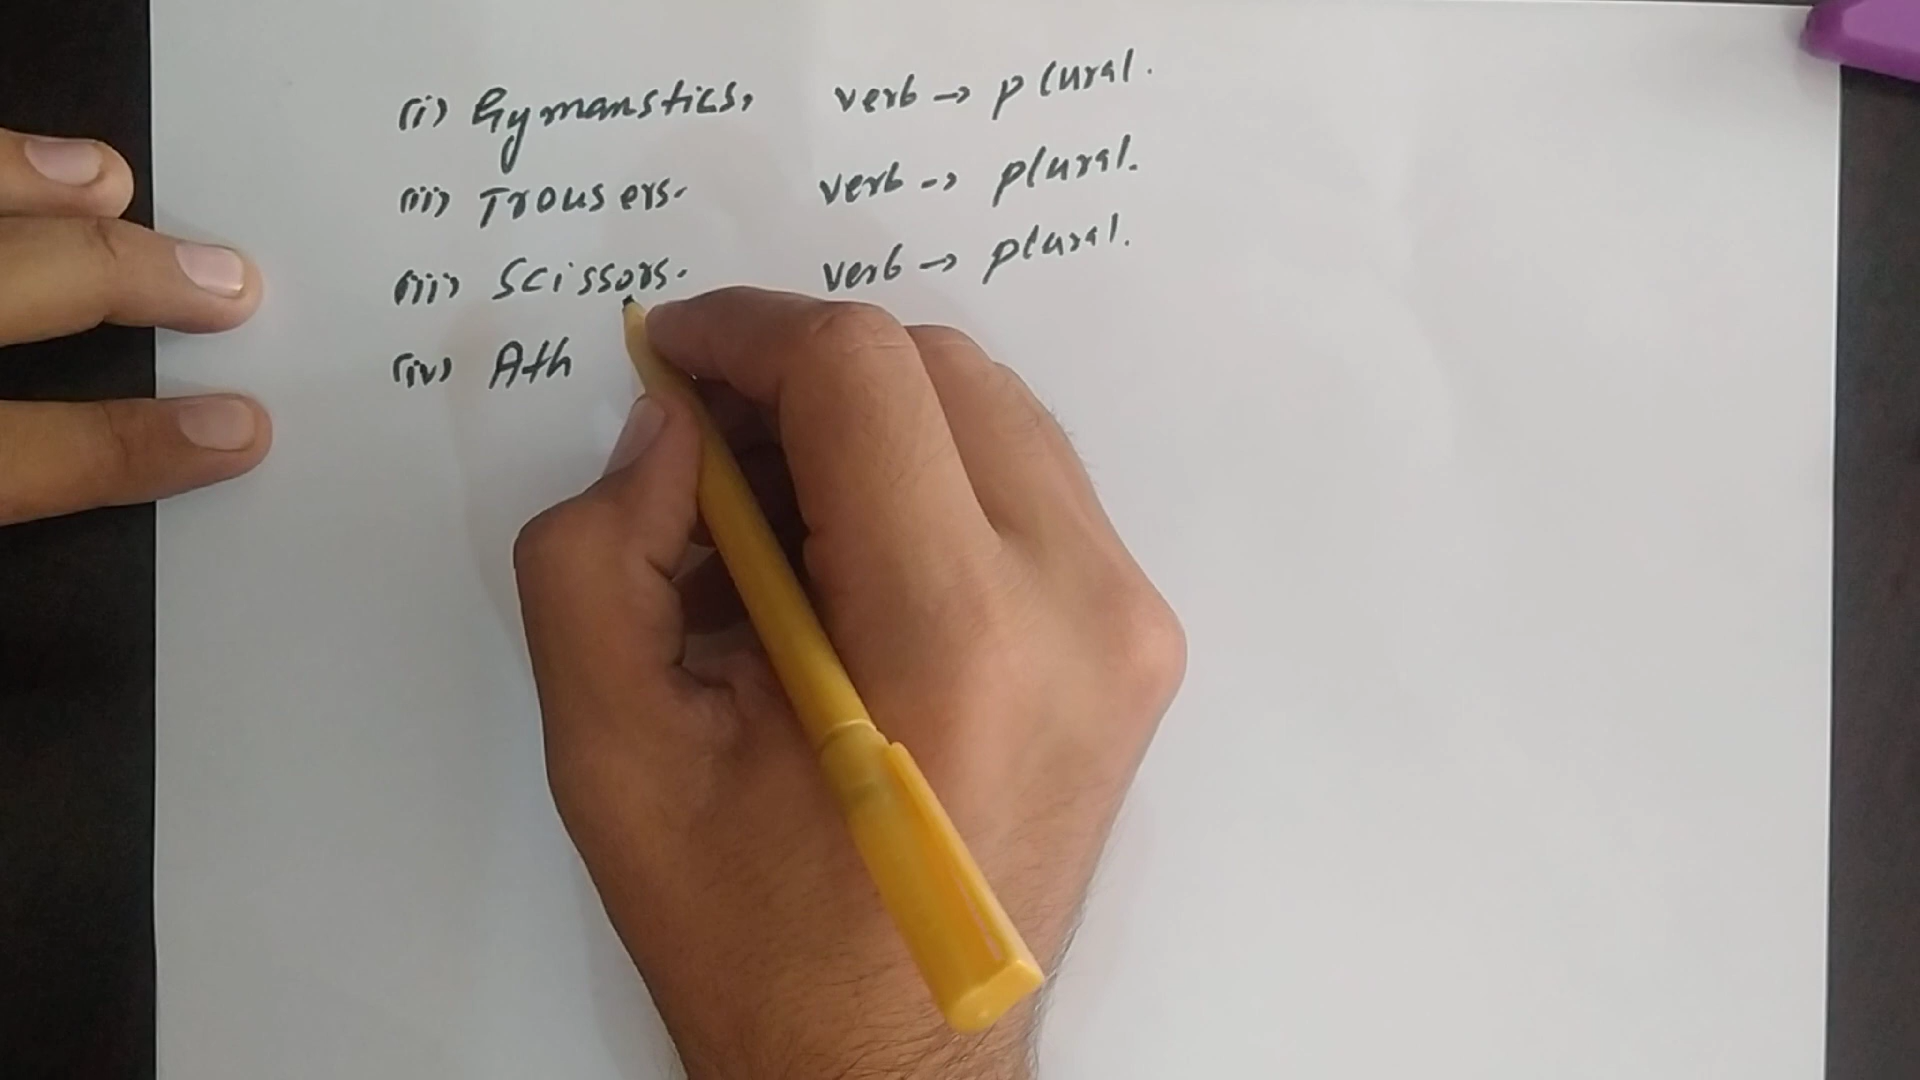 (i) Gymanstics, verb → plural.
(ii) Trousers. verb → plural.
(iii) Scissors. verb → plural.
(iv) Ath